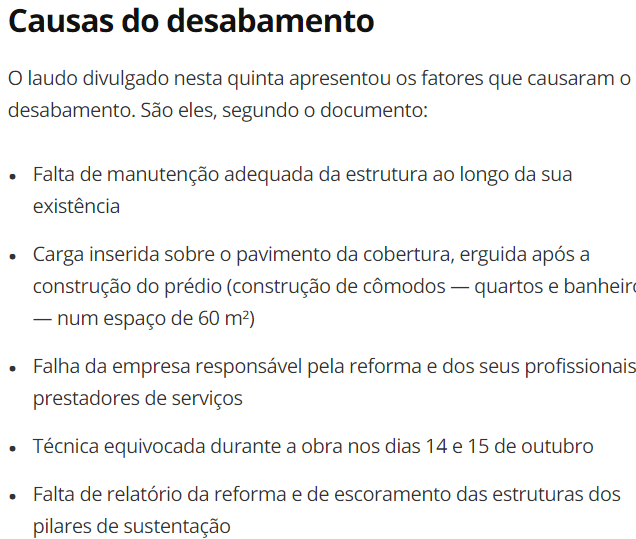 Causas do desabamento
O laudo divulgado nesta quinta apresentou os fatores que causaram o
desabamento. São eles, segundo o documento:
• Falta de manutenção adequada da estrutura ao longo da sua
existência
• Carga inserida sobre o pavimento da cobertura, erguida após a
construção do prédio (construção de cômodos — quartos e banheiro
— num espaço de 60 m²)
• Falha da empresa responsável pela reforma e dos seus profissionais
prestadores de serviços
• Técnica equivocada durante a obra nos dias 14 e 15 de outubro
• Falta de relatório da reforma e de escoramento das estruturas dos
pilares de sustentação